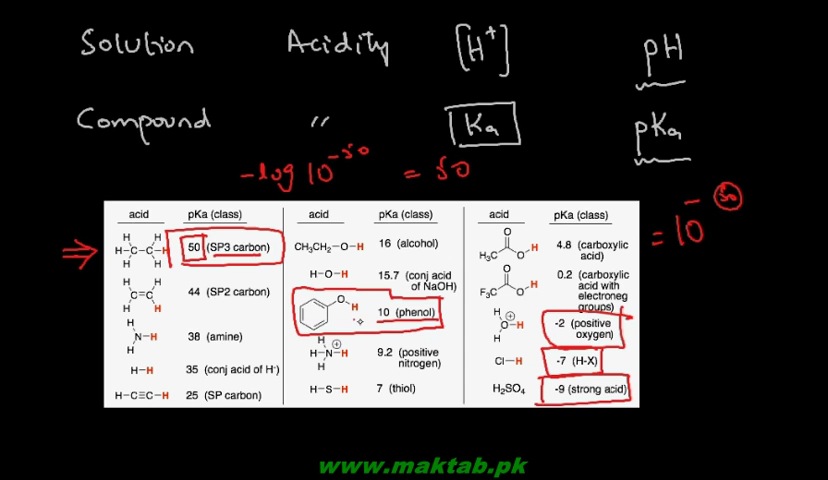 Solution Acidity [H⁺] pH
Compound " Ka pKa
-log 10⁻⁵⁰ = 50
= 10⁻⁵⁰
acid pKa (class)
H H
H-C-C-H 50 (SP3 carbon)
H H
H H
C=C 44 (SP2 carbon)
H H
H
N-H 38 (amine)
H
H-H 35 (conj acid of H⁻)
H-C≡C-H 25 (SP carbon)
acid pKa (class)
CH₃CH₂-O-H 16 (alcohol)
H-O-H 15.7 (conj acid
of NaOH)
O
H 10 (phenol)
H ⊕
H-N-H 9.2 (positive
H nitrogen)
H-S-H 7 (thiol)
acid pKa (class)
O
H₃C O H 4.8 (carboxylic
acid)
O
F₃C O H 0.2 (carboxylic
acid with
electroneg
groups)
H ⊕
O-H -2 (positive
H oxygen)
Cl-H -7 (H-X)
H₂SO₄ -9 (strong acid)
www.maktab.pk